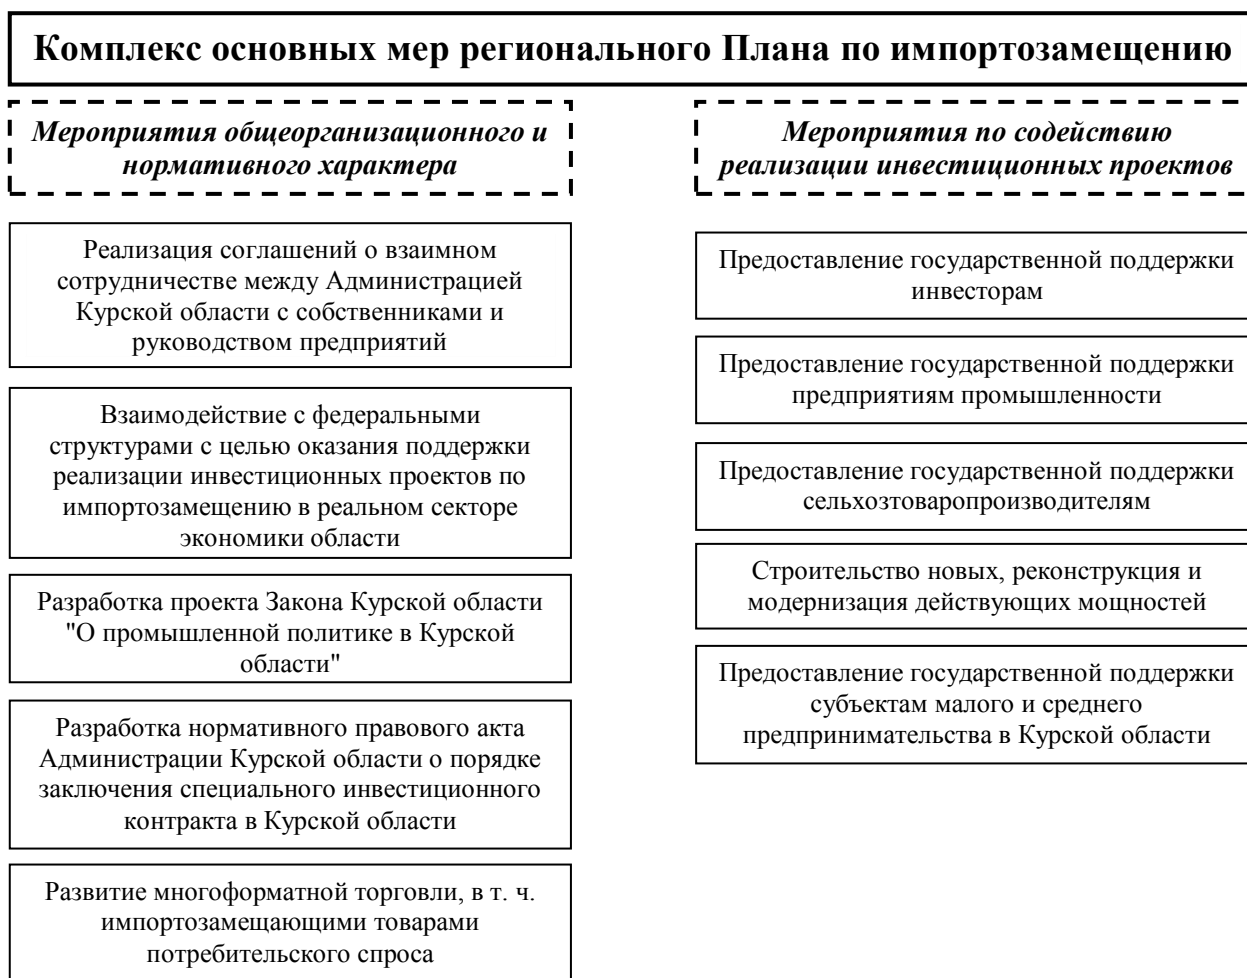 Комплекс основных мер регионального Плана по импортозамещению
Мероприятия общеорганизационного и
нормативного характера
Реализация соглашений о взаимном
сотрудничестве между Администрацией
Курской области с собственниками и
руководством предприятий
Взаимодействие с федеральными
структурами с целью оказания поддержки
реализации инвестиционных проектов по
импортозамещению в реальном секторе
экономики области
Разработка проекта Закона Курской области
"О промышленной политике в Курской
области"
Разработка нормативного правового акта
Администрации Курской области о порядке
заключения специального инвестиционного
контракта в Курской области
Развитие многоформатной торговли, в т. ч.
импортозамещающими товарами
потребительского спроса
Мероприятия по содействию
реализации инвестиционных проектов
Предоставление государственной поддержки
инвесторам
Предоставление государственной поддержки
предприятиям промышленности
Предоставление государственной поддержки
сельхозтоваропроизводителям
Строительство новых, реконструкция и
модернизация действующих мощностей
Предоставление государственной поддержки
субъектам малого и среднего
предпринимательства в Курской области